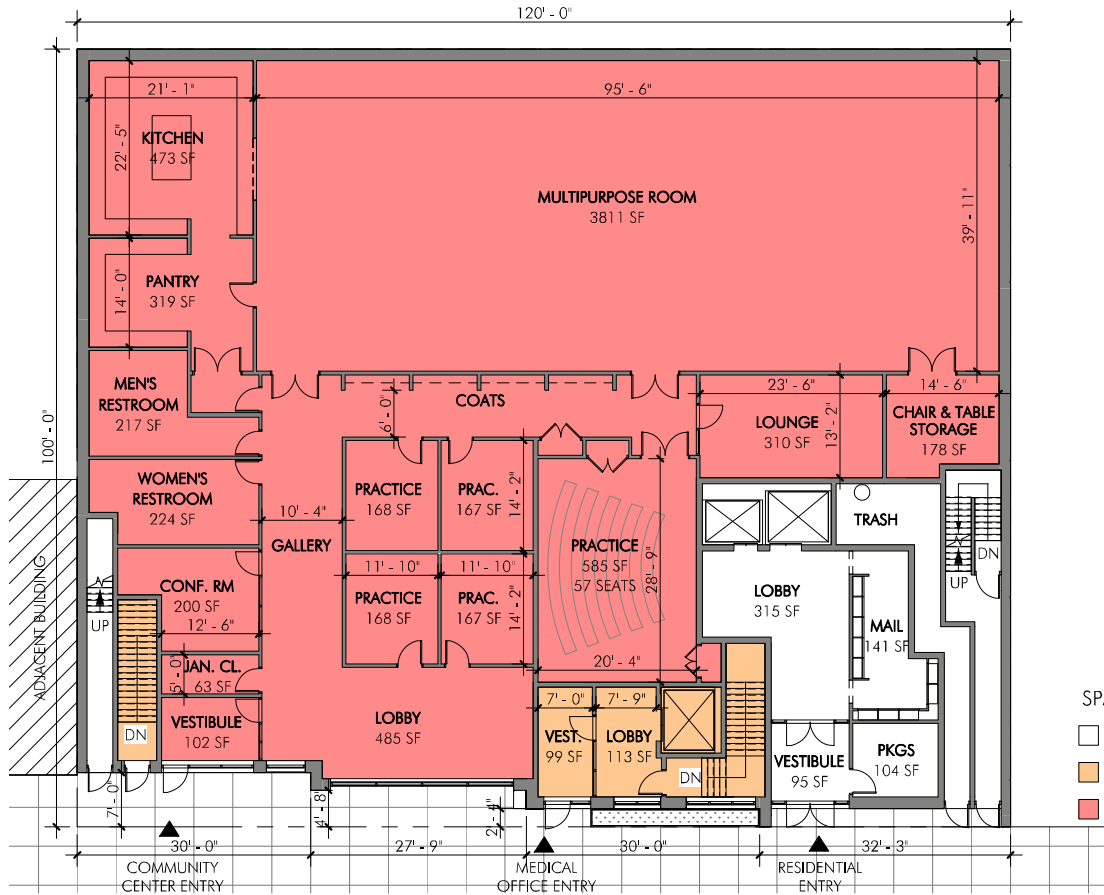 120' - 0"
21' - 1"
95' - 6"
22' - 5"
KITCHEN
473 SF
MULTIPURPOSE ROOM
3811 SF
39' - 11"
14' - 0"
PANTRY
319 SF
100' - 0"
MEN'S
RESTROOM
217 SF
6' - 0"
COATS
23' - 6"
14' - 6"
LOUNGE
310 SF
13' - 2"
CHAIR & TABLE
STORAGE
178 SF
WOMEN'S
RESTROOM
224 SF
PRACTICE
168 SF
PRAC.
167 SF
14' - 2"
10' - 4"
GALLERY
PRACTICE
585 SF
57 SEATS
28' - 9"
TRASH
UP
DN
ADJACENT BUILDING
UP
CONF. RM
200 SF
12' - 6"
11' - 10"
11' - 10"
PRACTICE
168 SF
PRAC.
167 SF
14' - 2"
LOBBY
315 SF
MAIL
141 SF
5' - 0"
JAN. CL.
63 SF
20' - 4"
VESTIBULE
102 SF
LOBBY
485 SF
7' - 0"
7' - 9"
VEST.
99 SF
LOBBY
113 SF
DN
DN
VESTIBULE
95 SF
PKGS
104 SF
SPA
7' - 0"
4' - 8"
2' - 4"
30' - 0"
27' - 9"
30' - 0"
32' - 3"
COMMUNITY
CENTER ENTRY
MEDICAL
OFFICE ENTRY
RESIDENTIAL
ENTRY